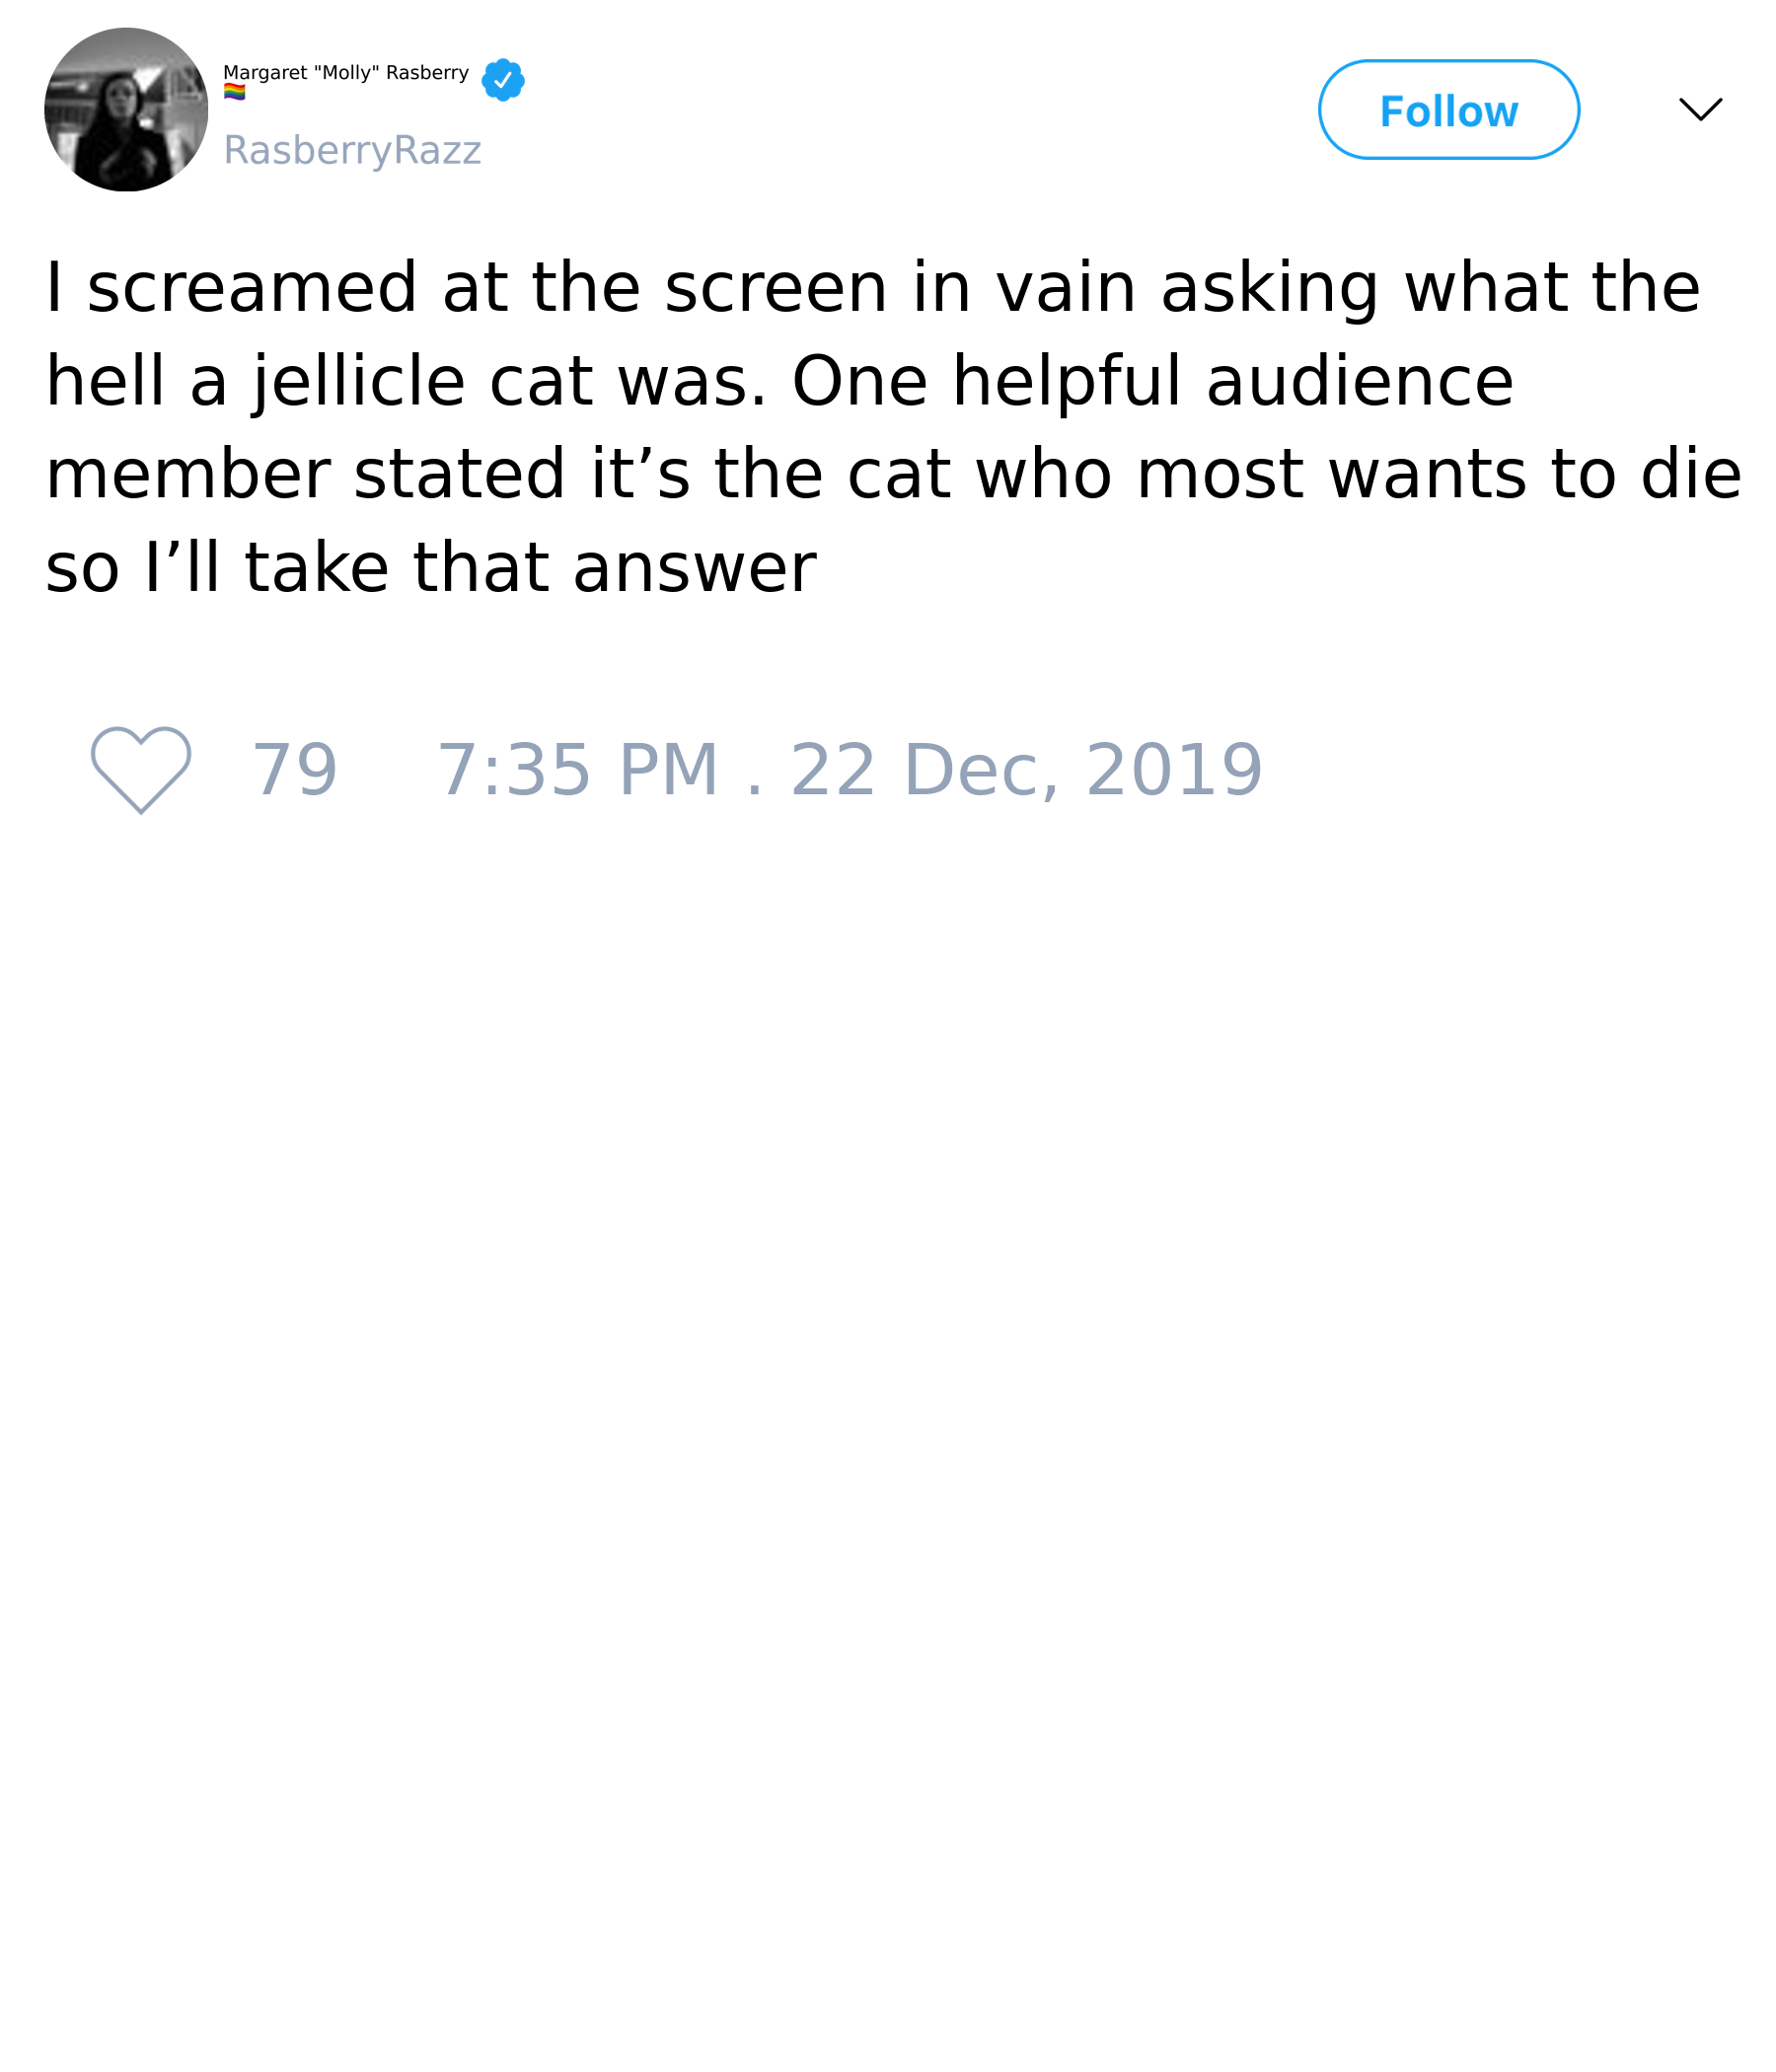 Margaret "Molly" Rasberry
🏳️‍🌈
RasberryRazz
Follow
I screamed at the screen in vain asking what the
hell a jellicle cat was. One helpful audience
member stated it’s the cat who most wants to die
so I’ll take that answer
79 7:35 PM . 22 Dec, 2019